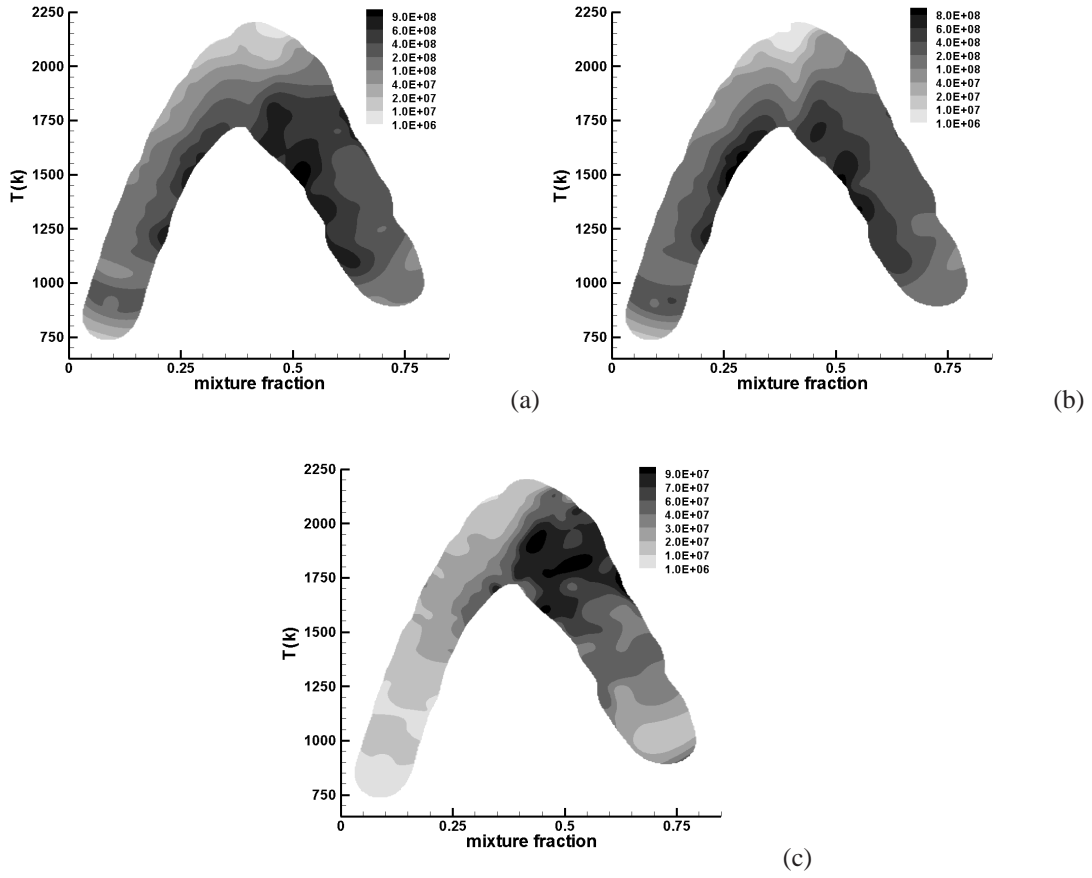 T(k)
2250
2000
1750
1500
1250
1000
750
0
0.25
0.5
0.75
mixture fraction
9.0E+08
6.0E+08
4.0E+08
2.0E+08
1.0E+08
4.0E+07
2.0E+07
1.0E+07
1.0E+06
(a)
T(k)
2250
2000
1750
1500
1250
1000
750
0
0.25
0.5
0.75
mixture fraction
8.0E+08
6.0E+08
4.0E+08
2.0E+08
1.0E+08
4.0E+07
2.0E+07
1.0E+07
1.0E+06
(b)
T(k)
2250
2000
1750
1500
1250
1000
750
0
0.25
0.5
0.75
mixture fraction
9.0E+07
7.0E+07
6.0E+07
4.0E+07
3.0E+07
2.0E+07
1.0E+07
1.0E+06
(c)